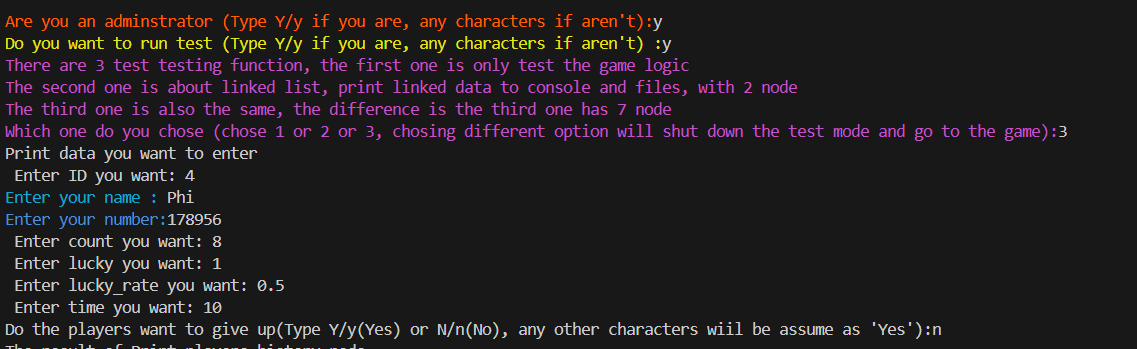 Are you an adminstrator (Type Y/y if you are, any characters if aren't):y
Do you want to run test (Type Y/y if you are, any characters if aren't) :y
There are 3 test testing function, the first one is only test the game logic
The second one is about linked list, print linked data to console and files, with 2 node
The third one is also the same, the difference is the third one has 7 node
Which one do you chose (chose 1 or 2 or 3, chosing different option will shut down the test mode and go to the game):3
Print data you want to enter
Enter ID you want: 4
Enter your name : Phi
Enter your number:178956
Enter count you want: 8
Enter lucky you want: 1
Enter lucky_rate you want: 0.5
Enter time you want: 10
Do the players want to give up(Type Y/y(Yes) or N/n(No), any other characters wiil be assume as 'Yes'):n
The result of Print players history node